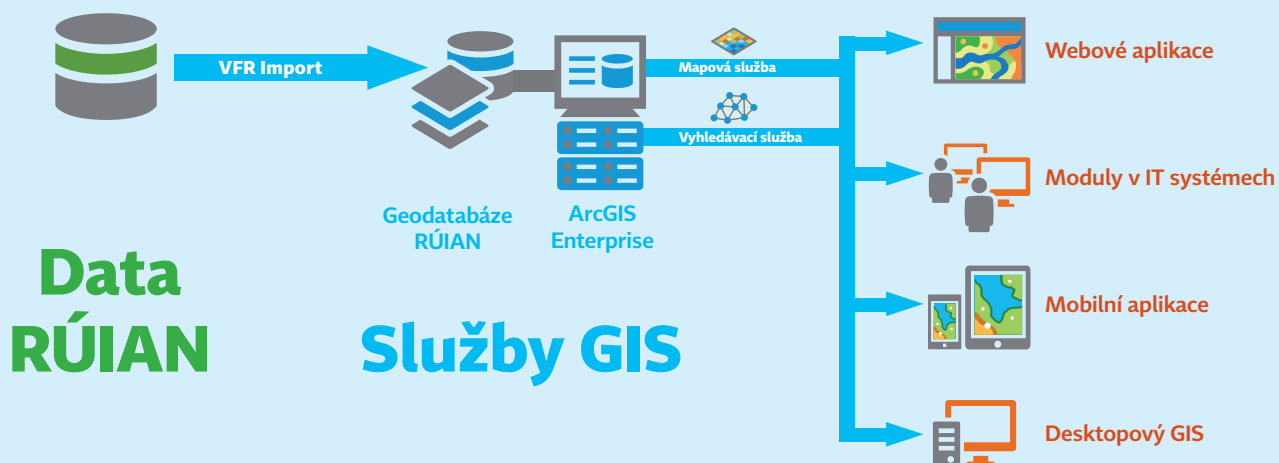 VFR Import
Mapová služba
Vyhledávací služba
Geodatabáze
RÚIAN
ArcGIS
Enterprise
Data
RÚIAN
Služby GIS
Webové aplikace
Moduly v IT systémech
Mobilní aplikace
Desktopový GIS